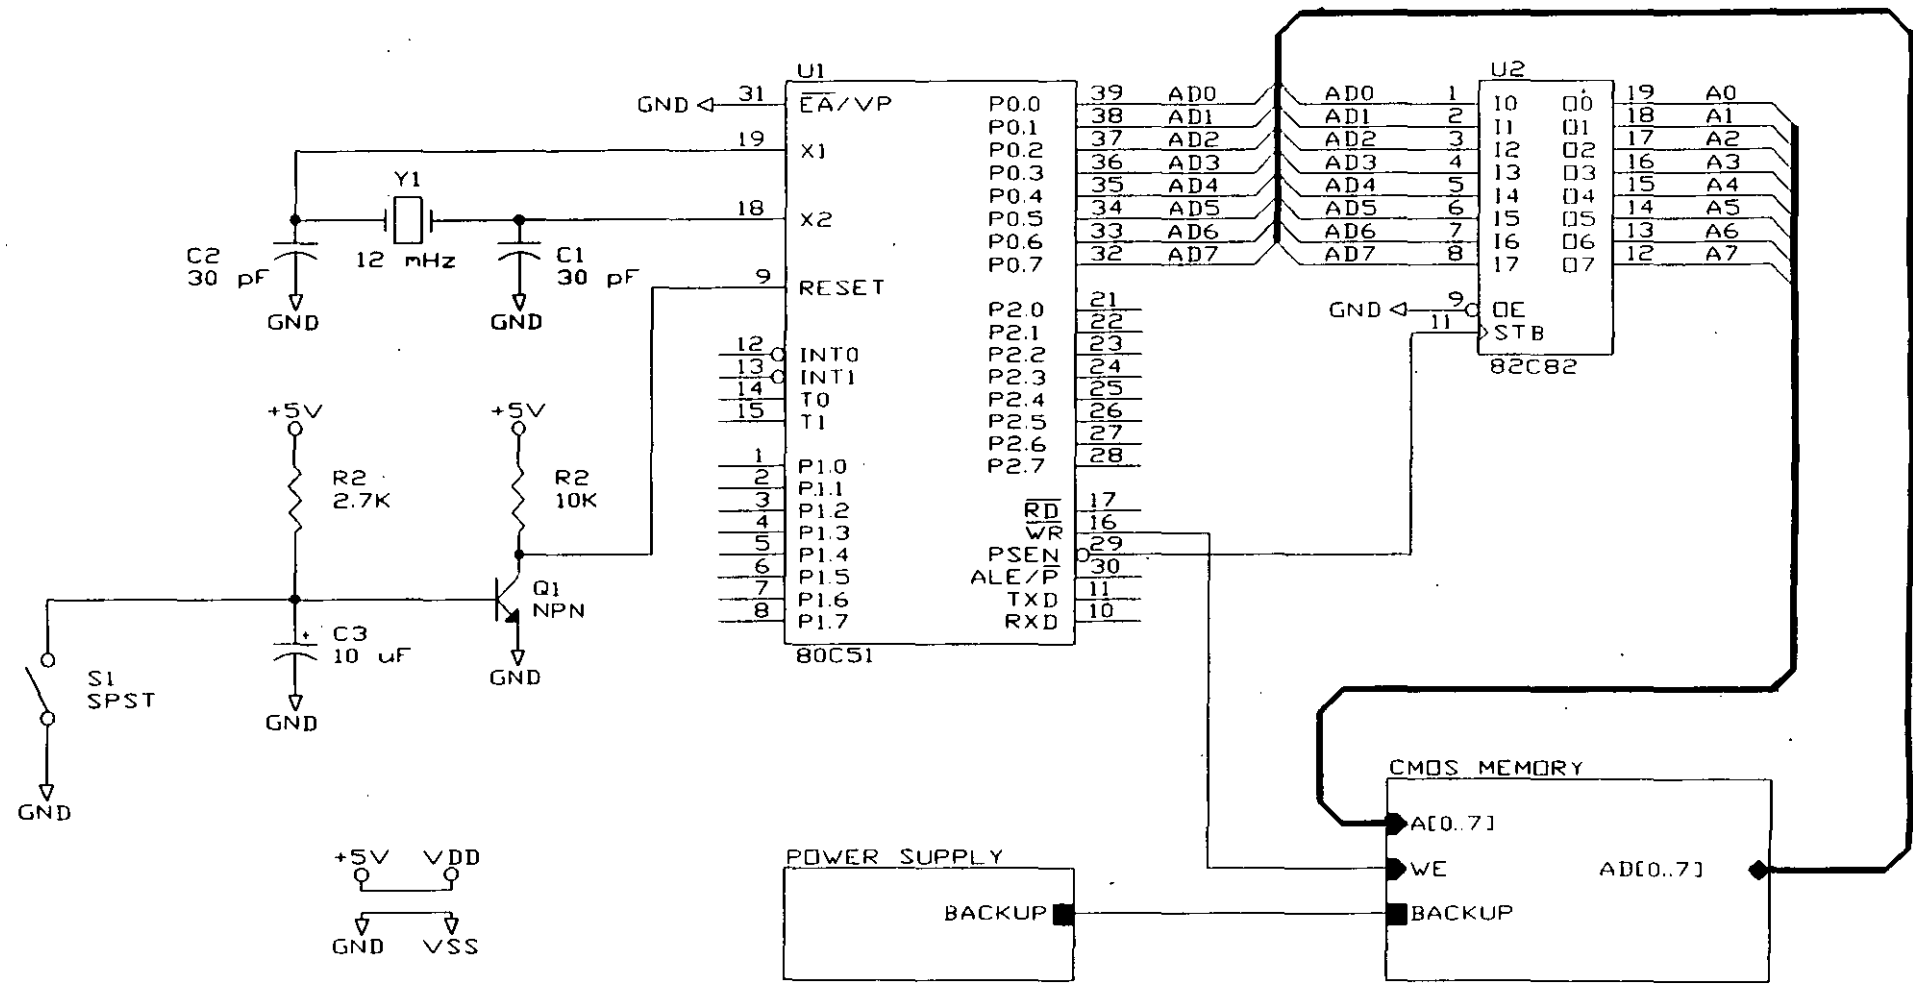 U1
GND 31 EA/VP
19 X1
Y1
18 X2
C2
30 pF
12 mHz
C1
30 pF
GND
GND
9 RESET
12 INT0
13 INT1
14 T0
15 T1
1 P1.0
2 P1.1
3 P1.2
4 P1.3
5 P1.4
6 P1.5
7 P1.6
8 P1.7
P0.0 39 AD0
P0.1 38 AD1
P0.2 37 AD2
P0.3 36 AD3
P0.4 35 AD4
P0.5 34 AD5
P0.6 33 AD6
P0.7 32 AD7
P2.0 21
P2.1 22
P2.2 23
P2.3 24
P2.4 25
P2.5 26
P2.6 27
P2.7 28
RD 17
WR 16
PSEN 29
ALE/P 30
TXD 11
RXD 10
80C51
U2
AD0 1 I0 O0 19 A0
AD1 2 I1 O1 18 A1
AD2 3 I2 O2 17 A2
AD3 4 I3 O3 16 A3
AD4 5 I4 O4 15 A4
AD5 6 I5 O5 14 A5
AD6 7 I6 O6 13 A6
AD7 8 I7 O7 12 A7
GND 9 OE
11 STB
82C82
+5V
R2
2.7K
+5V
R2
10K
Q1
NPN
GND
C3
+
10 uF
GND
S1
SPST
GND
+5V VDD
GND VSS
POWER SUPPLY
BACKUP
CMOS MEMORY
A[0..7]
WE
AD[0..7]
BACKUP